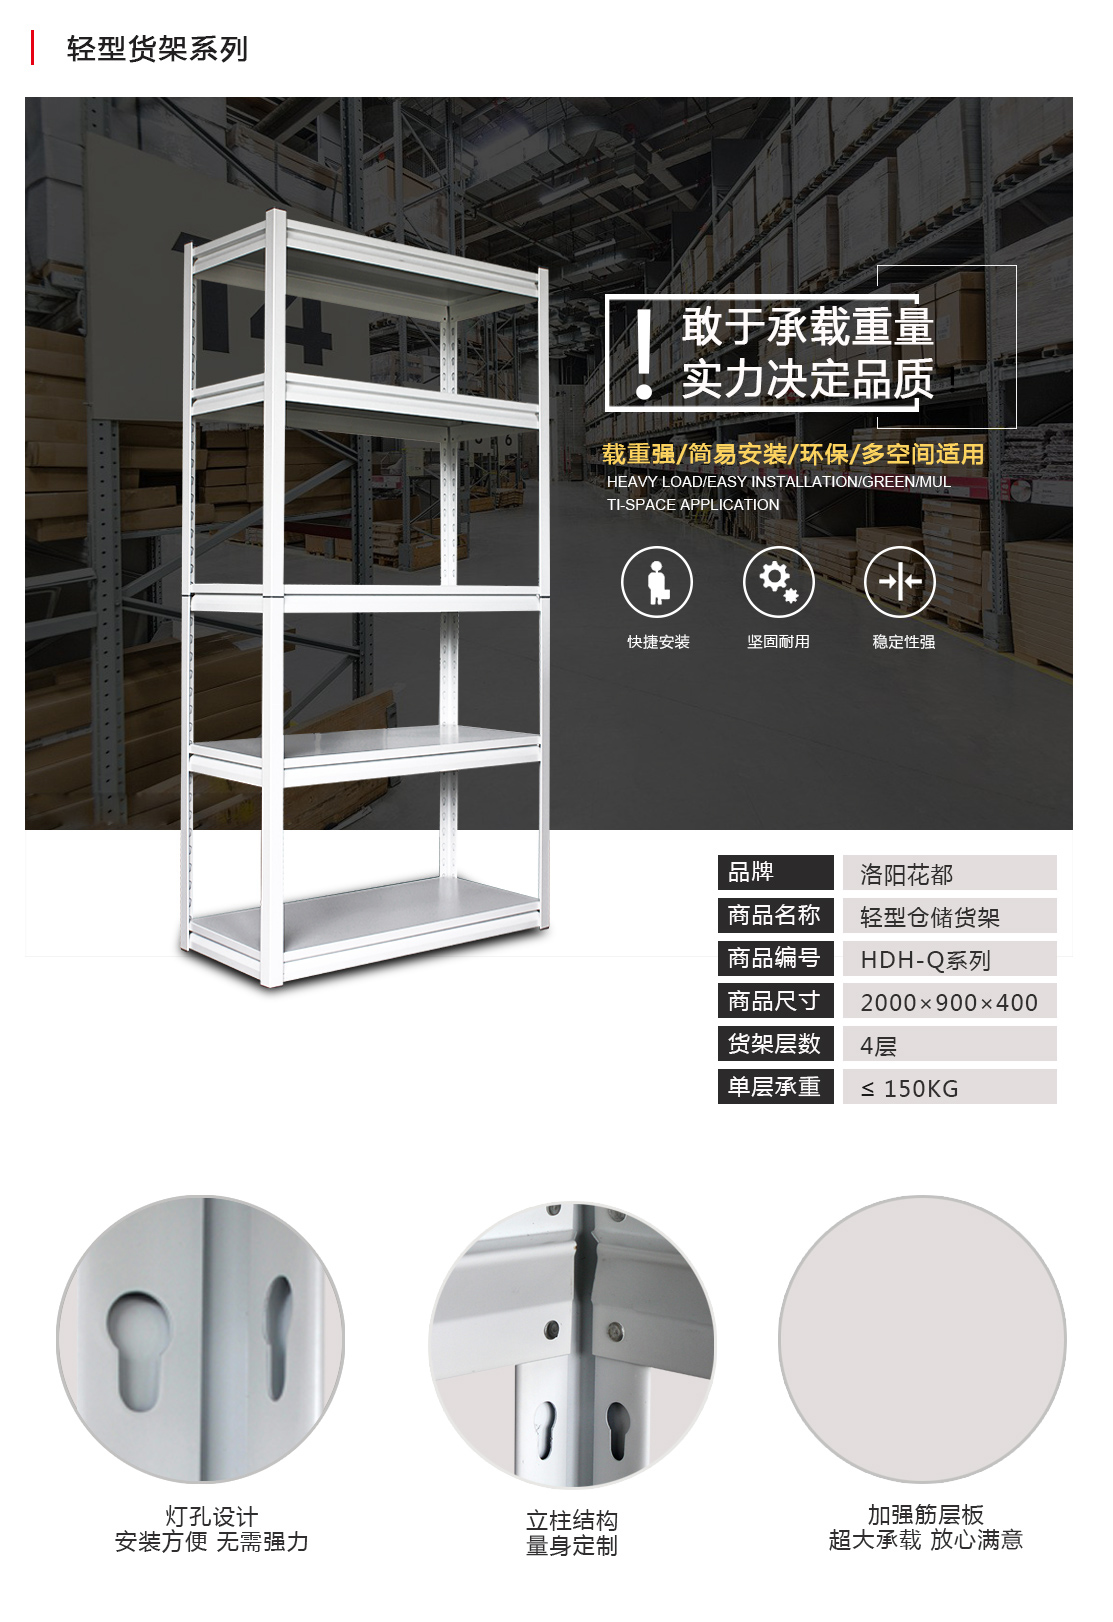 轻型货架系列
14
!
敢于承载重量
实力决定品质
载重强/简易安装/环保/多空间适用
HEAVY LOAD/EASY INSTALLATION/GREEN/MUL
TI-SPACE APPLICATION
快捷安装 坚固耐用 稳定性强
品牌 洛阳花都
商品名称 轻型仓储货架
商品编号 HDH-Q系列
商品尺寸 2000×900×400
货架层数 4层
单层承重 ≤ 150KG
灯孔设计
安装方便 无需强力
立柱结构
量身定制
加强筋层板
超大承载 放心满意